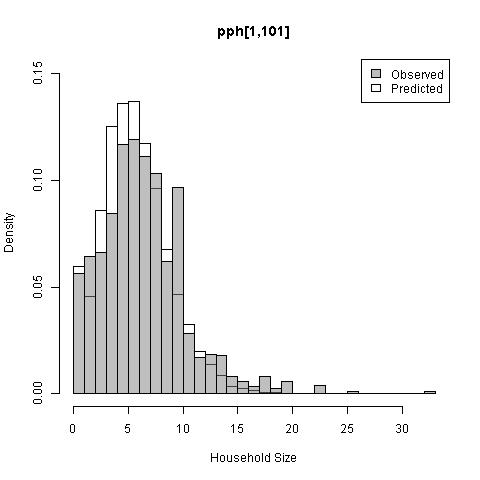 pph[1,101]
Observed
Predicted
0.15
0.10
0.05
0.00
Density
0 5 10 15 20 25 30
Household Size